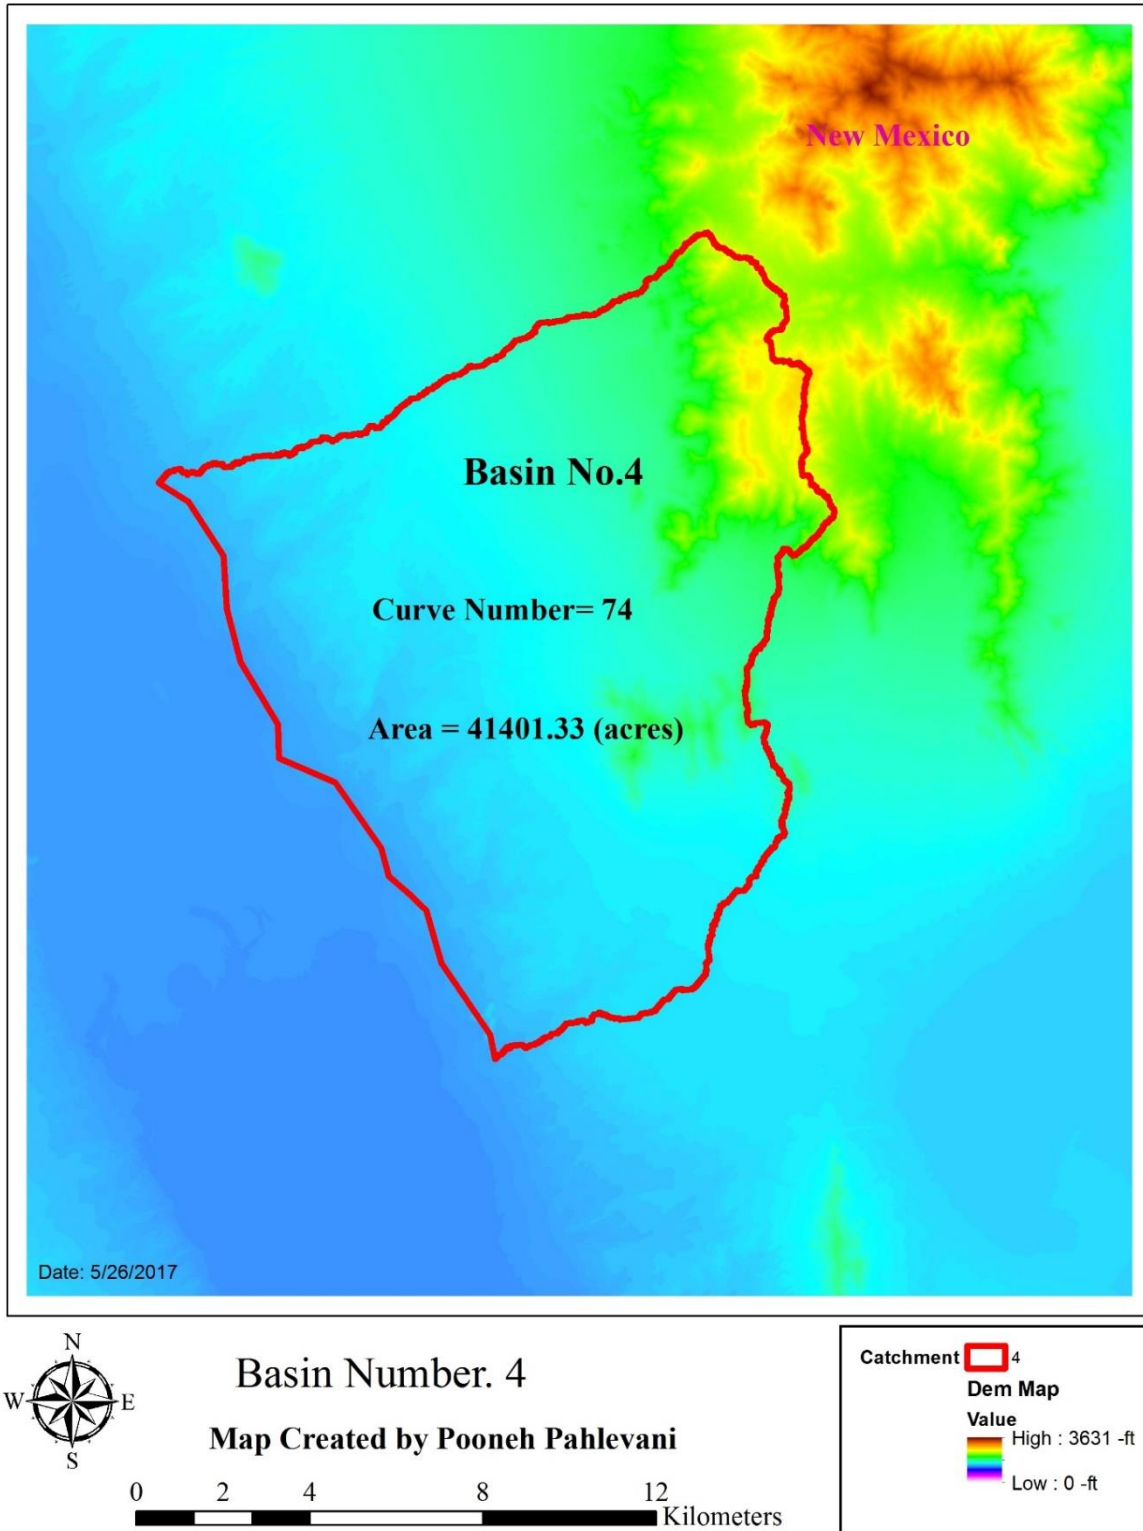 New Mexico
Basin No.4
Curve Number= 74
Area = 41401.33 (acres)
Date: 5/26/2017
N
W E
S
Basin Number. 4
Map Created by Pooneh Pahlevani
0 2 4 8 12
Kilometers
Catchment 4
Dem Map
Value
High : 3631 -ft
Low : 0 -ft